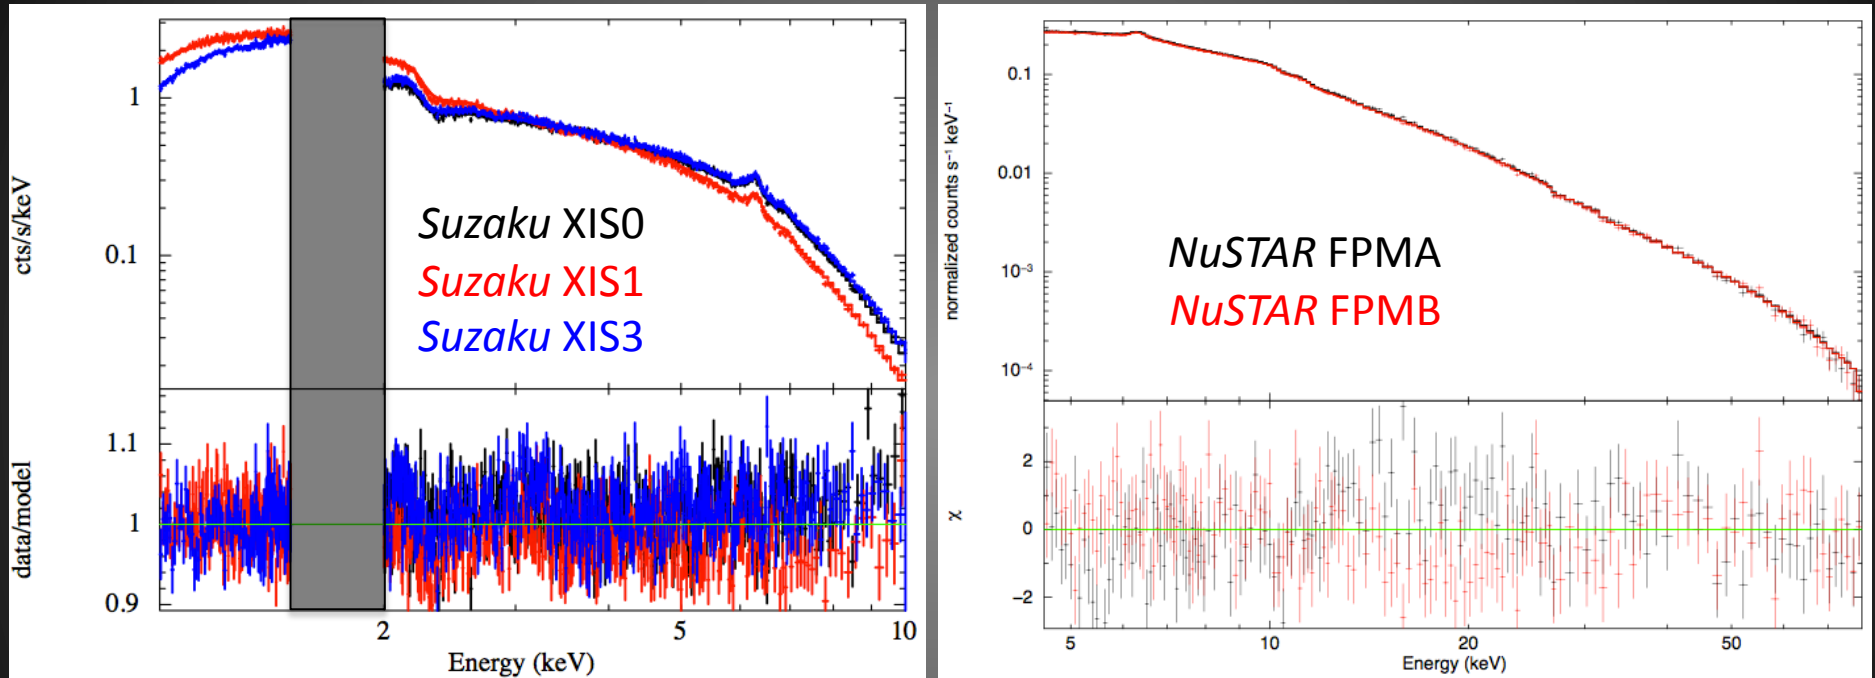 cts/s/keV
1
0.1
Suzaku XIS0
Suzaku XIS1
Suzaku XIS3
data/model
1.1
1
0.9
2 5 10
Energy (keV)
normalized counts s⁻¹ keV⁻¹
0.1
0.01
10⁻³
10⁻⁴
NuSTAR FPMA
NuSTAR FPMB
χ
2
0
−2
5 10 20 50
Energy (keV)